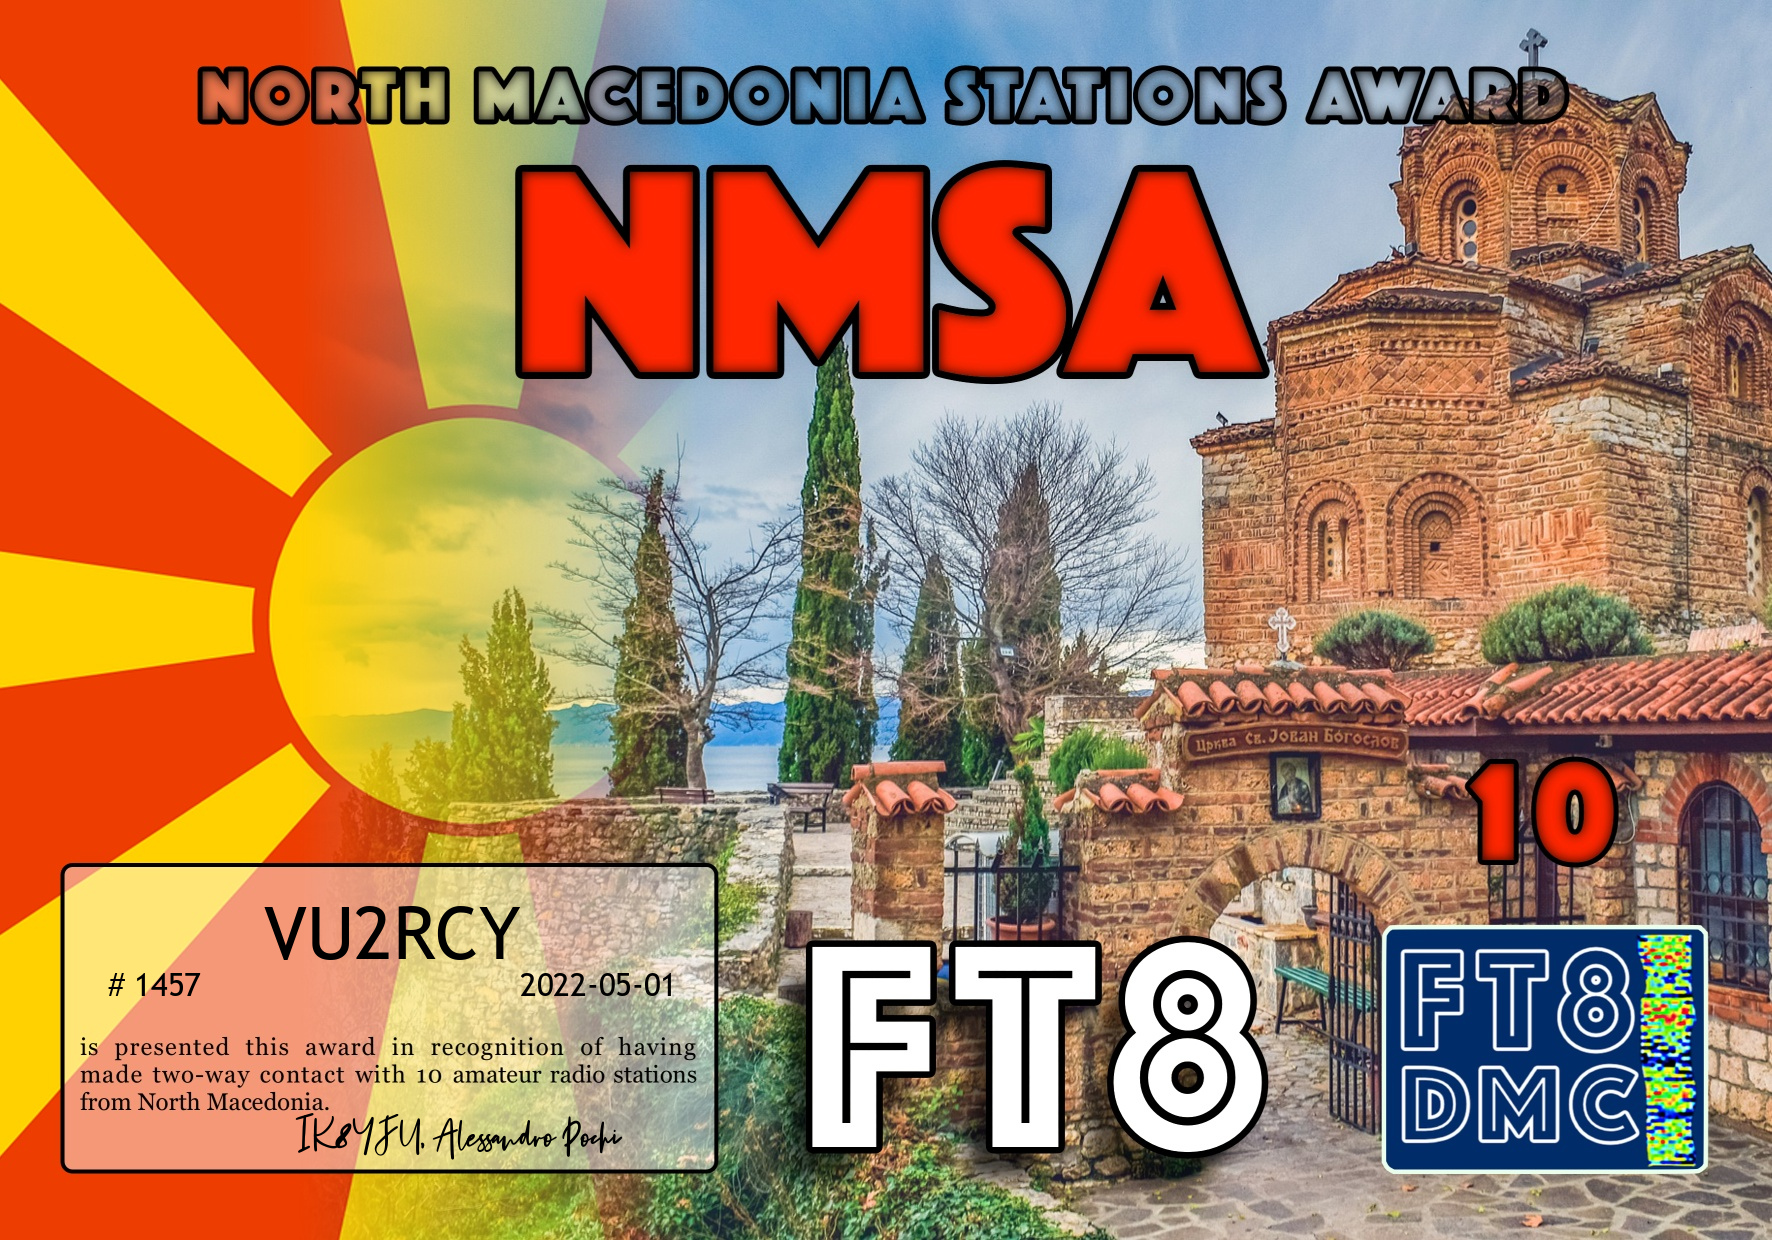 NORTH MACEDONIA STATIONS AWARD
NMSA
Црква Св. Јован Богослов
10
VU2RCY
# 1457 2022-05-01
is presented this award in recognition of having
made two-way contact with 10 amateur radio stations
from North Macedonia.
IK8YFU, Alessandro Pochi
FT8
FT8
DMC